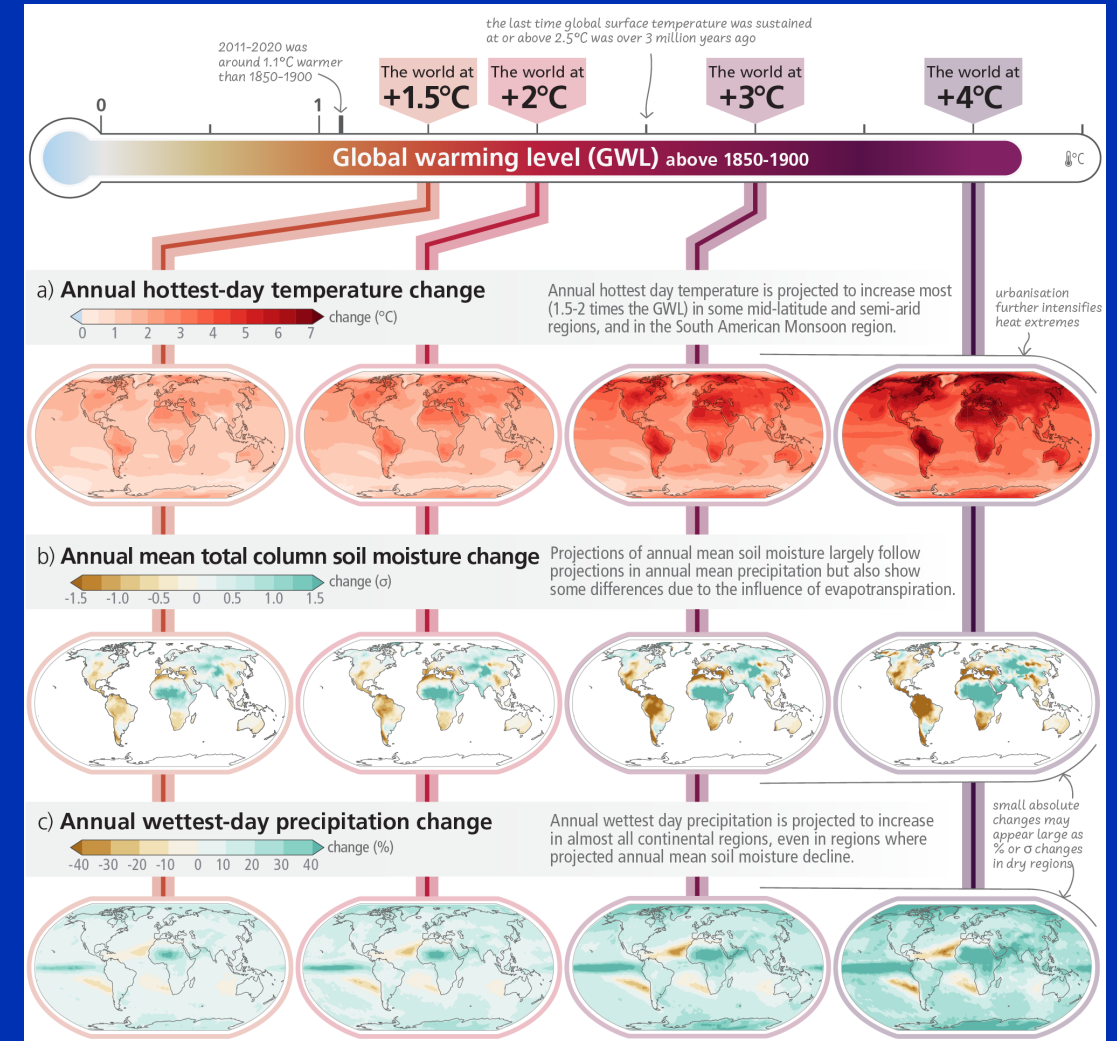 the last time global surface temperature was sustained
at or above 2.5°C was over 3 million years ago
2011-2020 was
around 1.1°C warmer
than 1850-1900
The world at
+1.5°C
The world at
+2°C
The world at
+3°C
The world at
+4°C
0
1
Global warming level (GWL) above 1850-1900
°C
a) Annual hottest-day temperature change
change (°C)
0 1 2 3 4 5 6 7
Annual hottest day temperature is projected to increase most
(1.5-2 times the GWL) in some mid-latitude and semi-arid
regions, and in the South American Monsoon region.
urbanisation
further intensifies
heat extremes
b) Annual mean total column soil moisture change
change (σ)
-1.5 -1.0 -0.5 0 0.5 1.0 1.5
Projections of annual mean soil moisture largely follow
projections in annual mean precipitation but also show
some differences due to the influence of evapotranspiration.
c) Annual wettest-day precipitation change
change (%)
-40 -30 -20 -10 0 10 20 30 40
Annual wettest day precipitation is projected to increase
in almost all continental regions, even in regions where
projected annual mean soil moisture decline.
small absolute
changes may
appear large as
% or σ changes
in dry regions